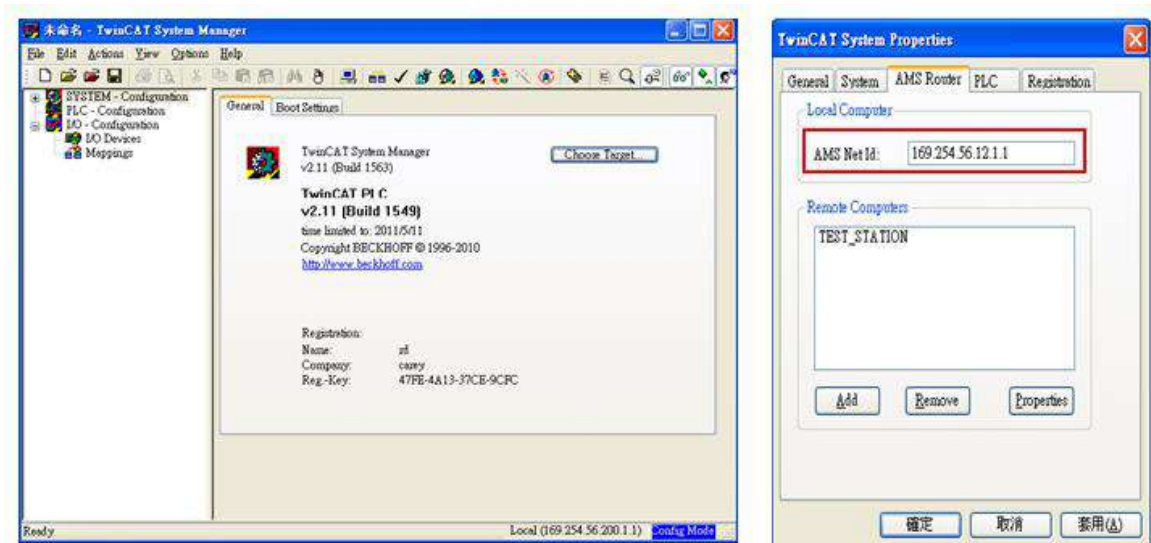 未命名 - TwinCAT System Manager
File Edit Actions View Options Help
SYSTEM - Configuration
PLC - Configuration
I/O - Configuration
I/O Devices
Mappings
General Boot Settings
TwinCAT System Manager
v2.11 (Build 1563)
Choose Target...
TwinCAT PLC
v2.11 (Build 1549)
time limited to: 2011/5/11
Copyright BECKHOFF © 1996-2010
http://www.beckhoff.com
Registration:
Name: rd
Company: casey
Reg.-Key: 47FE-4A13-37CE-9CFC
Ready
Local (169.254.56.200.1.1) Config Mode
TwinCAT System Properties
General System AMS Router PLC Registration
Local Computer
AMS Net Id: 169.254.56.12.1.1
Remote Computers
TEST_STATION
Add Remove Properties
確定 取消 套用(A)